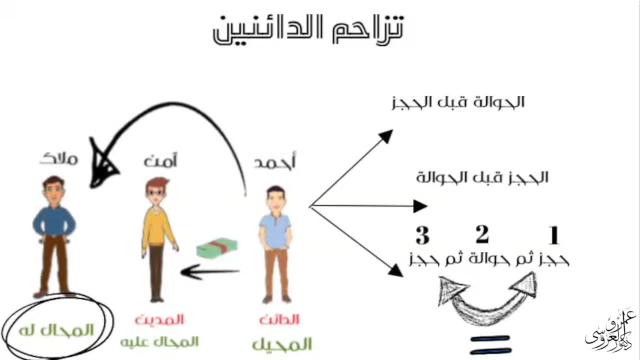 تزاحم الدائنين
الحوالة قبل الحجز
الحجز قبل الحوالة
1 2 3
حجز ثم حوالة ثم حجز
أحمد آمن ملاك
الدائن المدين
المحيل المحال عليه المحال له